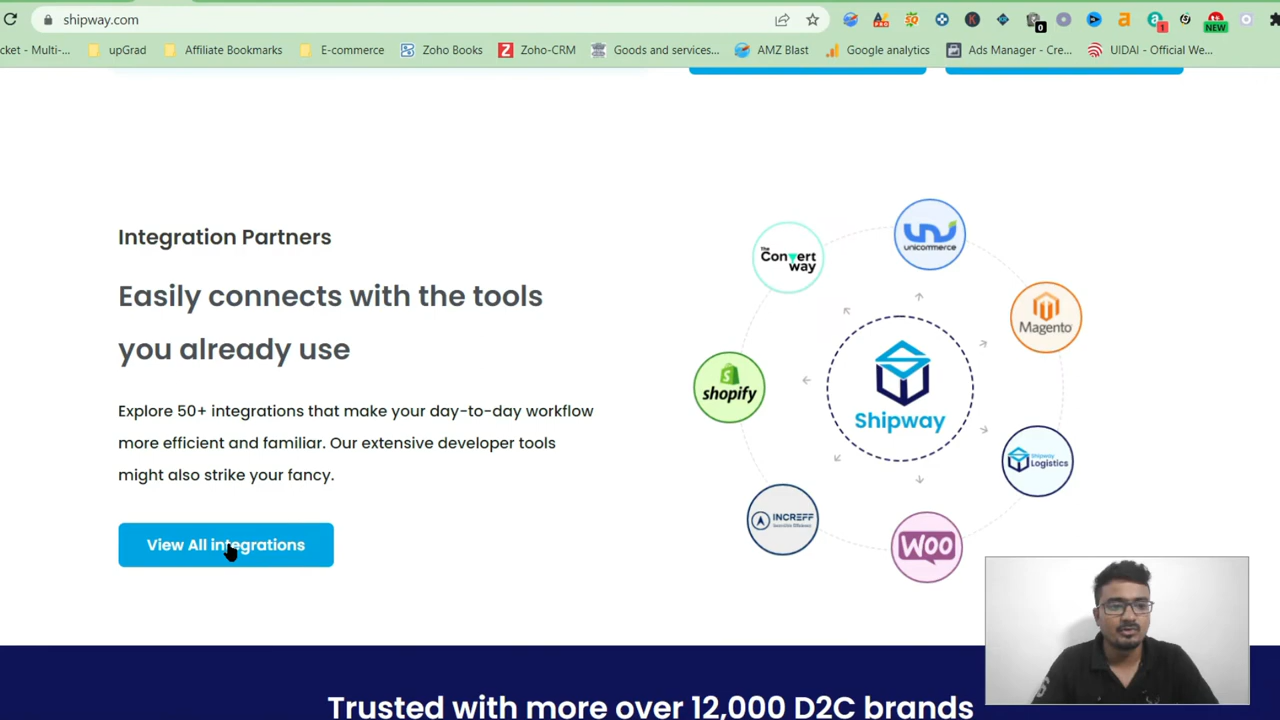 shipway.com
0
1
NEW
cket - Multi-...
upGrad
Affiliate Bookmarks
E-commerce
Zoho Books
Zoho-CRM
Goods and services...
AMZ Blast
Google analytics
Ads Manager - Cre...
UIDAI - Official We...
Integration Partners
Easily connects with the tools
you already use
Explore 50+ integrations that make your day-to-day workflow
more efficient and familiar. Our extensive developer tools
might also strike your fancy.
View All integrations
The
Convert
way
unicommerce
Magento
shopify
Shipway
Shipway
Logistics
INCREFF
WOO
Trusted with more over 12,000 D2C brands